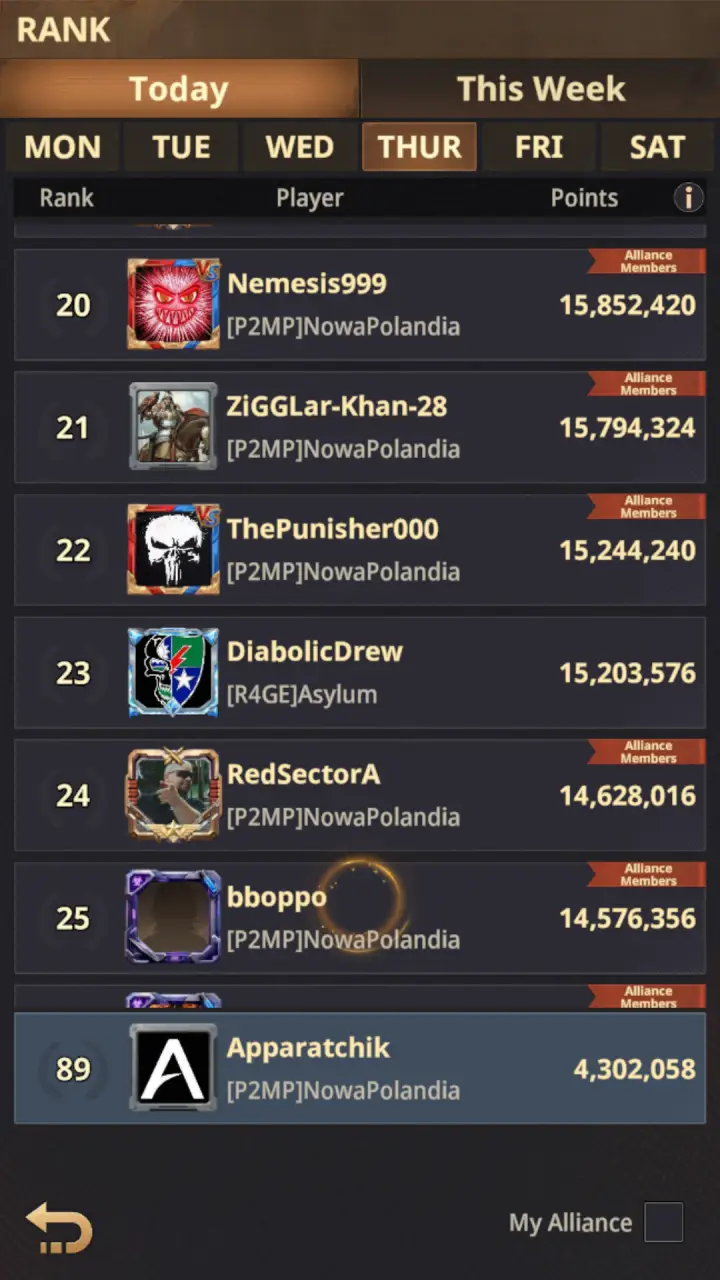 RANK
Today
This Week
MON
TUE
WED
THUR
FRI
SAT
Rank
Player
Points
i
Alliance
Members
20
VS
Nemesis999
[P2MP]NowaPolandia
15,852,420
Alliance
Members
21
ZiGGLar-Khan-28
[P2MP]NowaPolandia
15,794,324
Alliance
Members
22
VS
ThePunisher000
[P2MP]NowaPolandia
15,244,240
23
DiabolicDrew
[R4GE]Asylum
15,203,576
Alliance
Members
24
RedSectorA
[P2MP]NowaPolandia
14,628,016
Alliance
Members
25
bboppo
[P2MP]NowaPolandia
14,576,356
Alliance
Members
89
A
Apparatchik
[P2MP]NowaPolandia
4,302,058
My Alliance